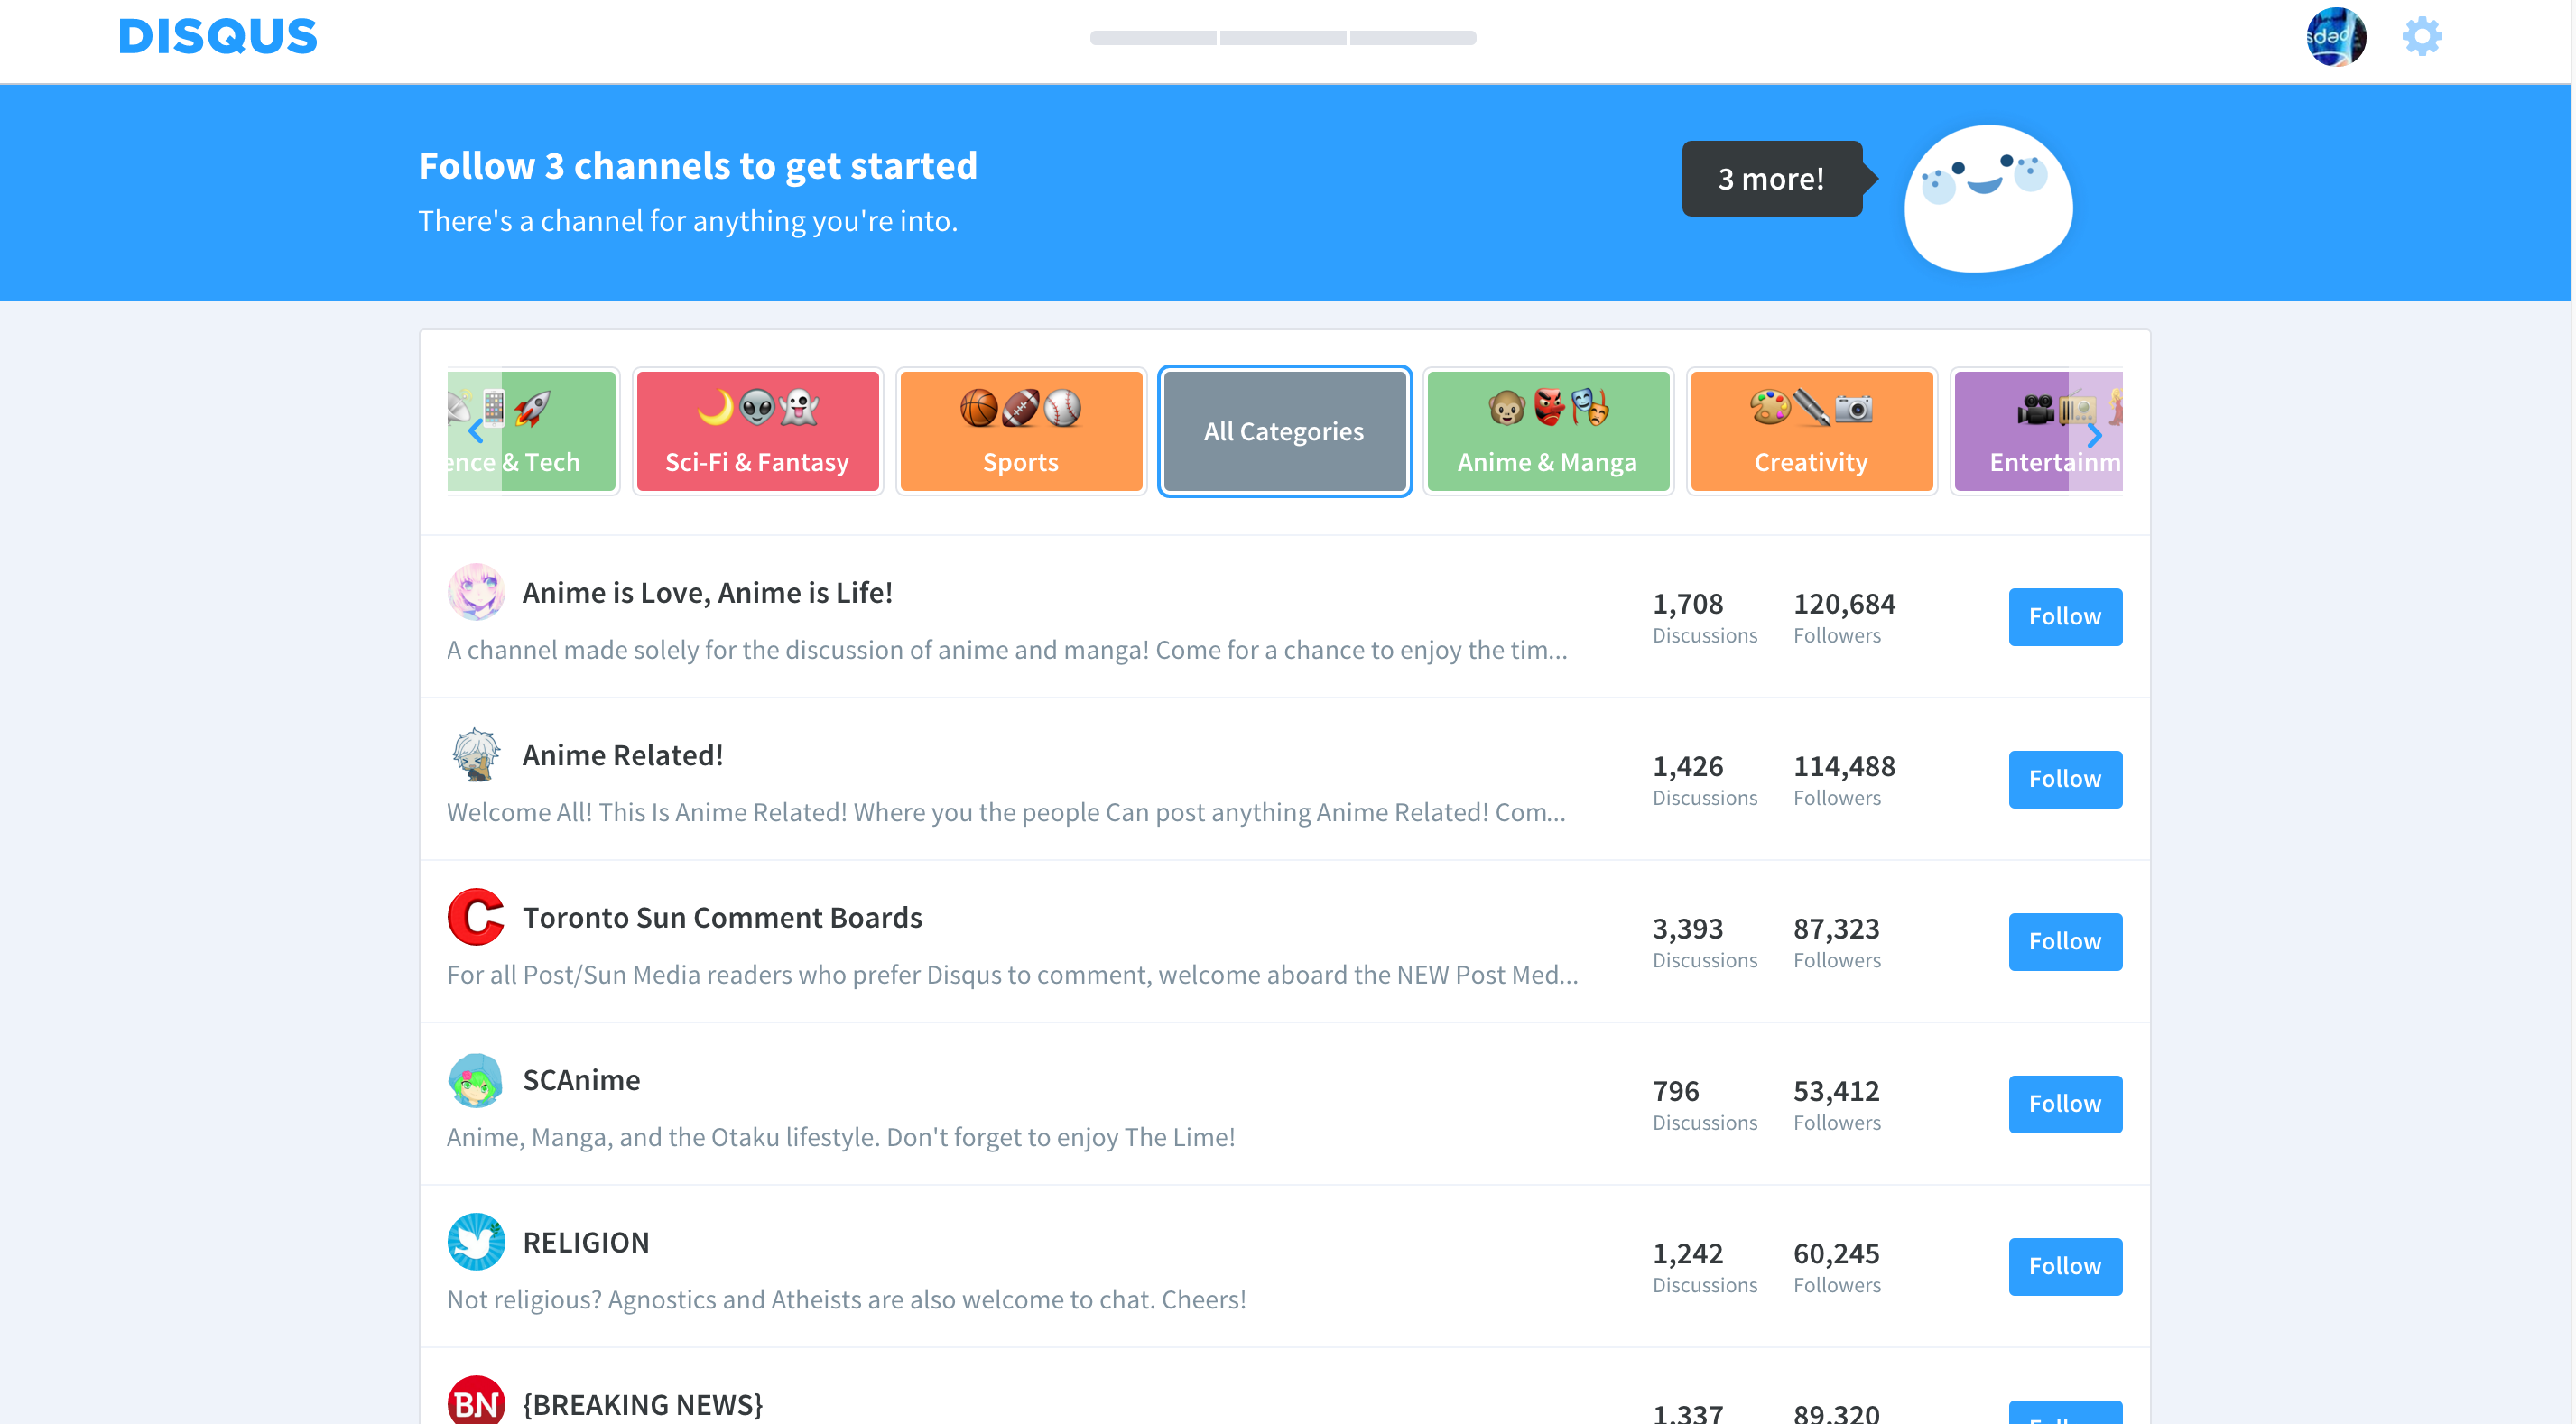 DISQUS
Follow 3 channels to get started
There's a channel for anything you're into.
3 more!
ence & Tech
Sci-Fi & Fantasy
Sports
All Categories
Anime & Manga
Creativity
Entertainm
Anime is Love, Anime is Life!
A channel made solely for the discussion of anime and manga! Come for a chance to enjoy the tim...
1,708
Discussions
120,684
Followers
Follow
Anime Related!
Welcome All! This Is Anime Related! Where you the people Can post anything Anime Related! Com...
1,426
Discussions
114,488
Followers
Follow
C Toronto Sun Comment Boards
For all Post/Sun Media readers who prefer Disqus to comment, welcome aboard the NEW Post Med...
3,393
Discussions
87,323
Followers
Follow
SCAnime
Anime, Manga, and the Otaku lifestyle. Don't forget to enjoy The Lime!
796
Discussions
53,412
Followers
Follow
RELIGION
Not religious? Agnostics and Atheists are also welcome to chat. Cheers!
1,242
Discussions
60,245
Followers
Follow
BN {BREAKING NEWS}
1,337
89,320